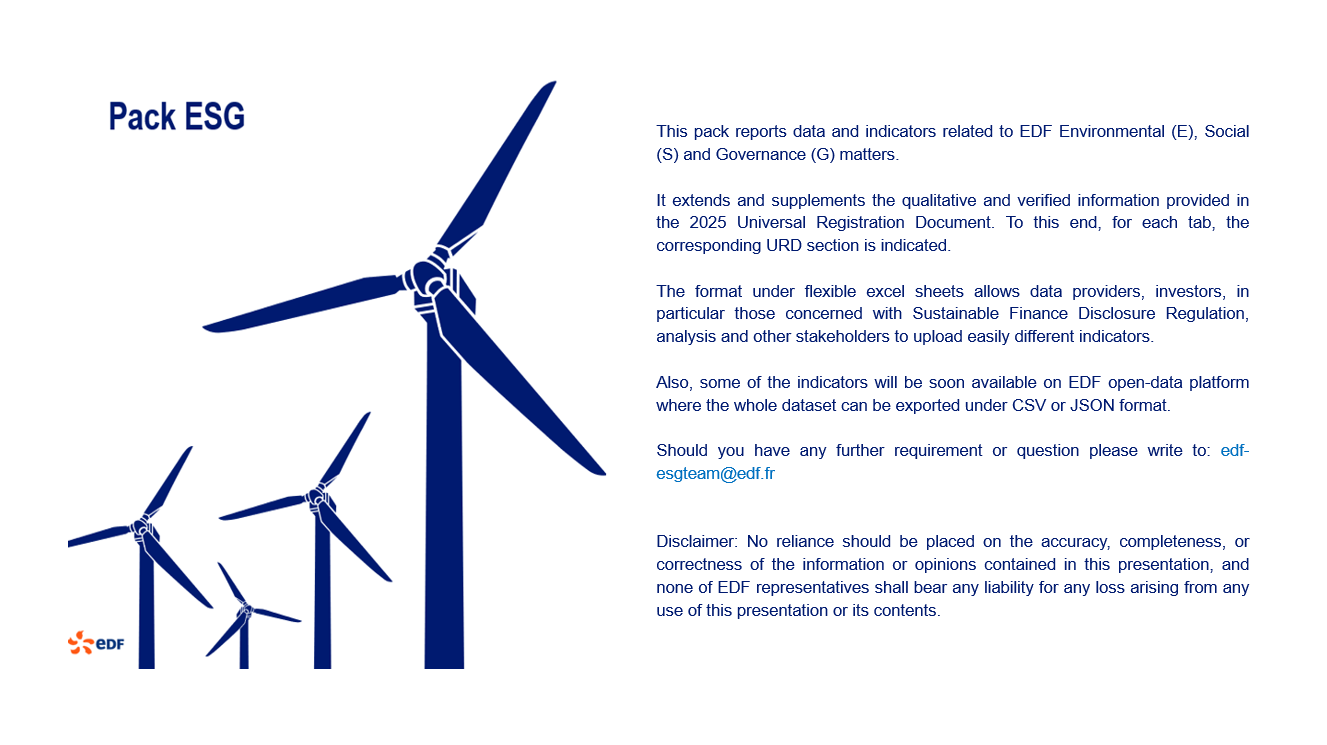 Pack ESG
This pack reports data and indicators related to EDF Environmental (E), Social
(S) and Governance (G) matters.
It extends and supplements the qualitative and verified information provided in
the 2025 Universal Registration Document. To this end, for each tab, the
corresponding URD section is indicated.
The format under flexible excel sheets allows data providers, investors, in
particular those concerned with Sustainable Finance Disclosure Regulation,
analysis and other stakeholders to upload easily different indicators.
Also, some of the indicators will be soon available on EDF open-data platform
where the whole dataset can be exported under CSV or JSON format.
Should you have any further requirement or question please write to: edf-
esgteam@edf.fr
Disclaimer: No reliance should be placed on the accuracy, completeness, or
correctness of the information or opinions contained in this presentation, and
none of EDF representatives shall bear any liability for any loss arising from any
use of this presentation or its contents.
eDF